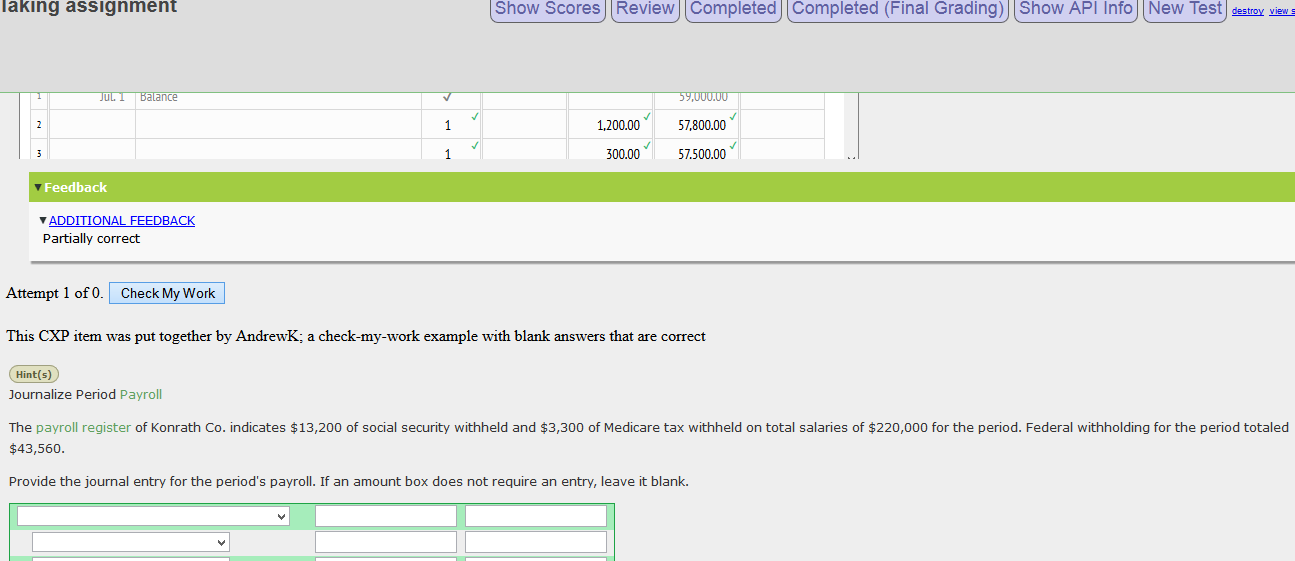 Taking assignment
Show Scores Review Completed Completed (Final Grading) Show API Info New Test destroy view s
1 Jul. 1 Balance ✓ 59,000.00
2 1 ✓ 1,200.00 ✓ 57,800.00 ✓
3 1 ✓ 300.00 ✓ 57,500.00 ✓
▼ Feedback
▼ ADDITIONAL FEEDBACK
Partially correct
Attempt 1 of 0. Check My Work
This CXP item was put together by AndrewK; a check-my-work example with blank answers that are correct
Hint(s)
Journalize Period Payroll
The payroll register of Konrath Co. indicates $13,200 of social security withheld and $3,300 of Medicare tax withheld on total salaries of $220,000 for the period. Federal withholding for the period totaled
$43,560.
Provide the journal entry for the period's payroll. If an amount box does not require an entry, leave it blank.